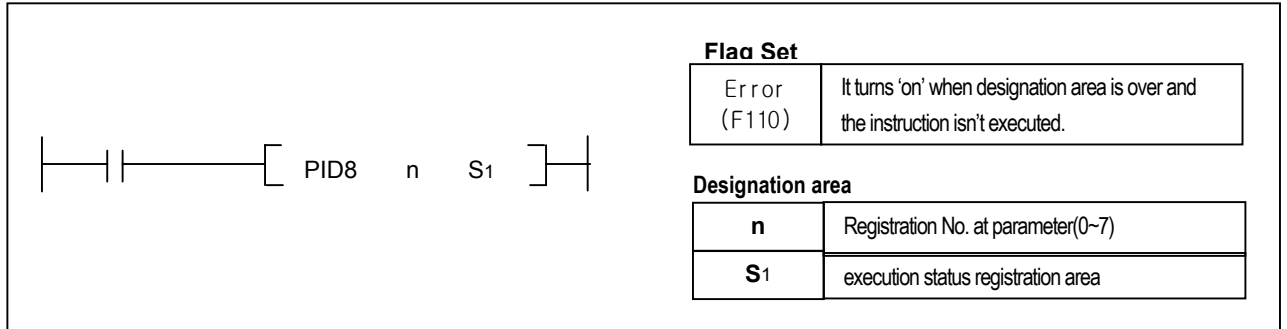 PID8 n S1
Flag Set
Error
(F110)
It turns ‘on’ when designation area is over and
the instruction isn’t executed.
Designation area
n
Registration No. at parameter(0~7)
S1
execution status registration area